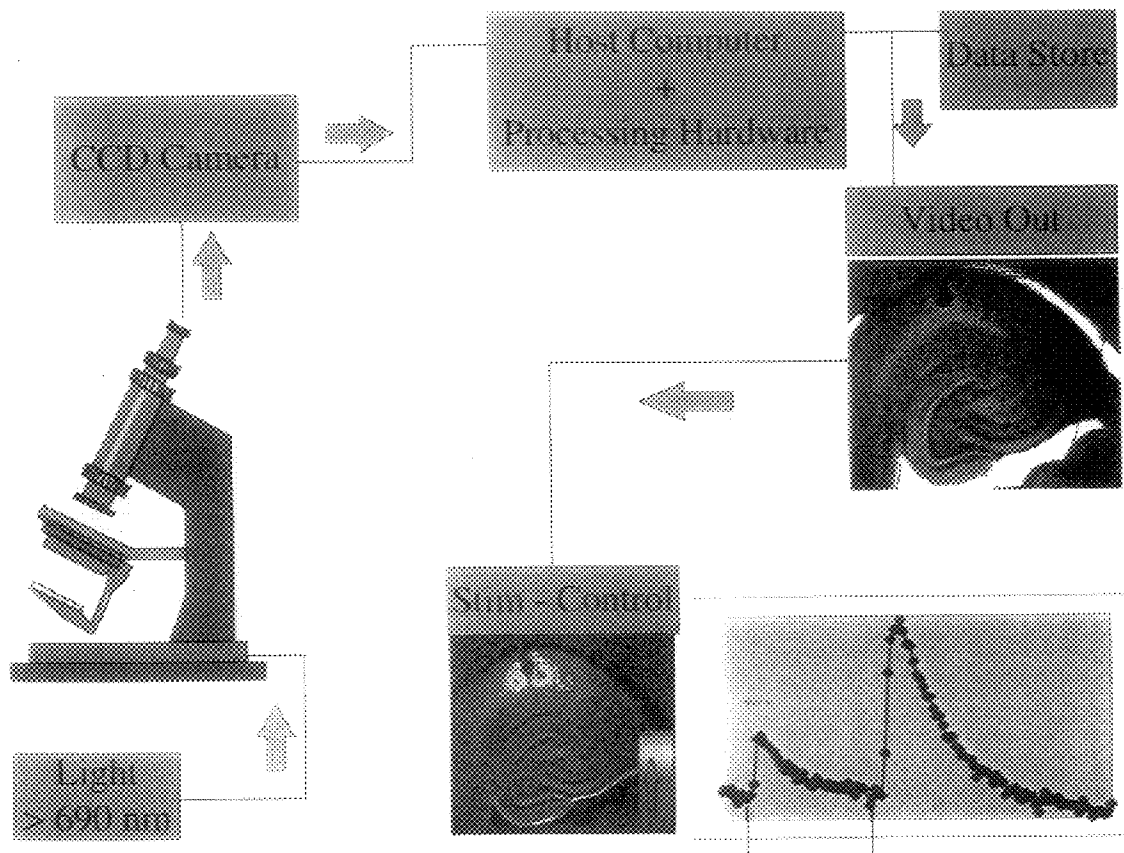 Host Computer
+
Processing Hardware
Data Store
CCD Camera
Video Out
Stim - Control
Light
> 690 nm